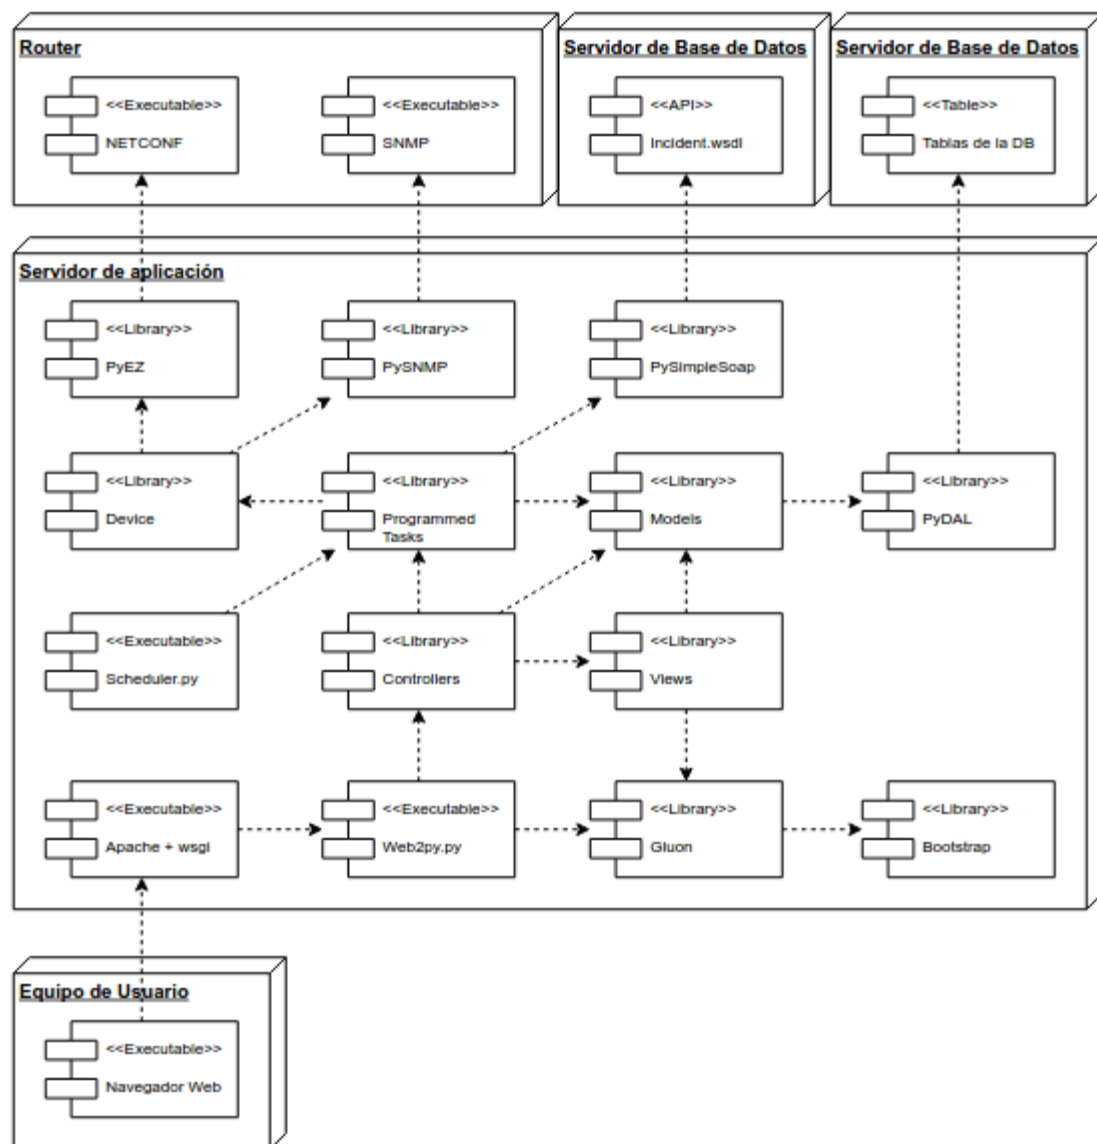 Router
Servidor de Base de Datos
Servidor de Base de Datos
<<Executable>>
NETCONF
<<Executable>>
SNMP
<<API>>
Incident.wsdl
<<Table>>
Tablas de la DB
Servidor de aplicación
<<Library>>
PyEZ
<<Library>>
PySNMP
<<Library>>
PySimpleSoap
<<Library>>
Device
<<Library>>
Programmed
Tasks
<<Library>>
Models
<<Library>>
PyDAL
<<Executable>>
Scheduler.py
<<Library>>
Controllers
<<Library>>
Views
<<Executable>>
Apache + wsgi
<<Executable>>
Web2py.py
<<Library>>
Gluon
<<Library>>
Bootstrap
Equipo de Usuario
<<Executable>>
Navegador Web